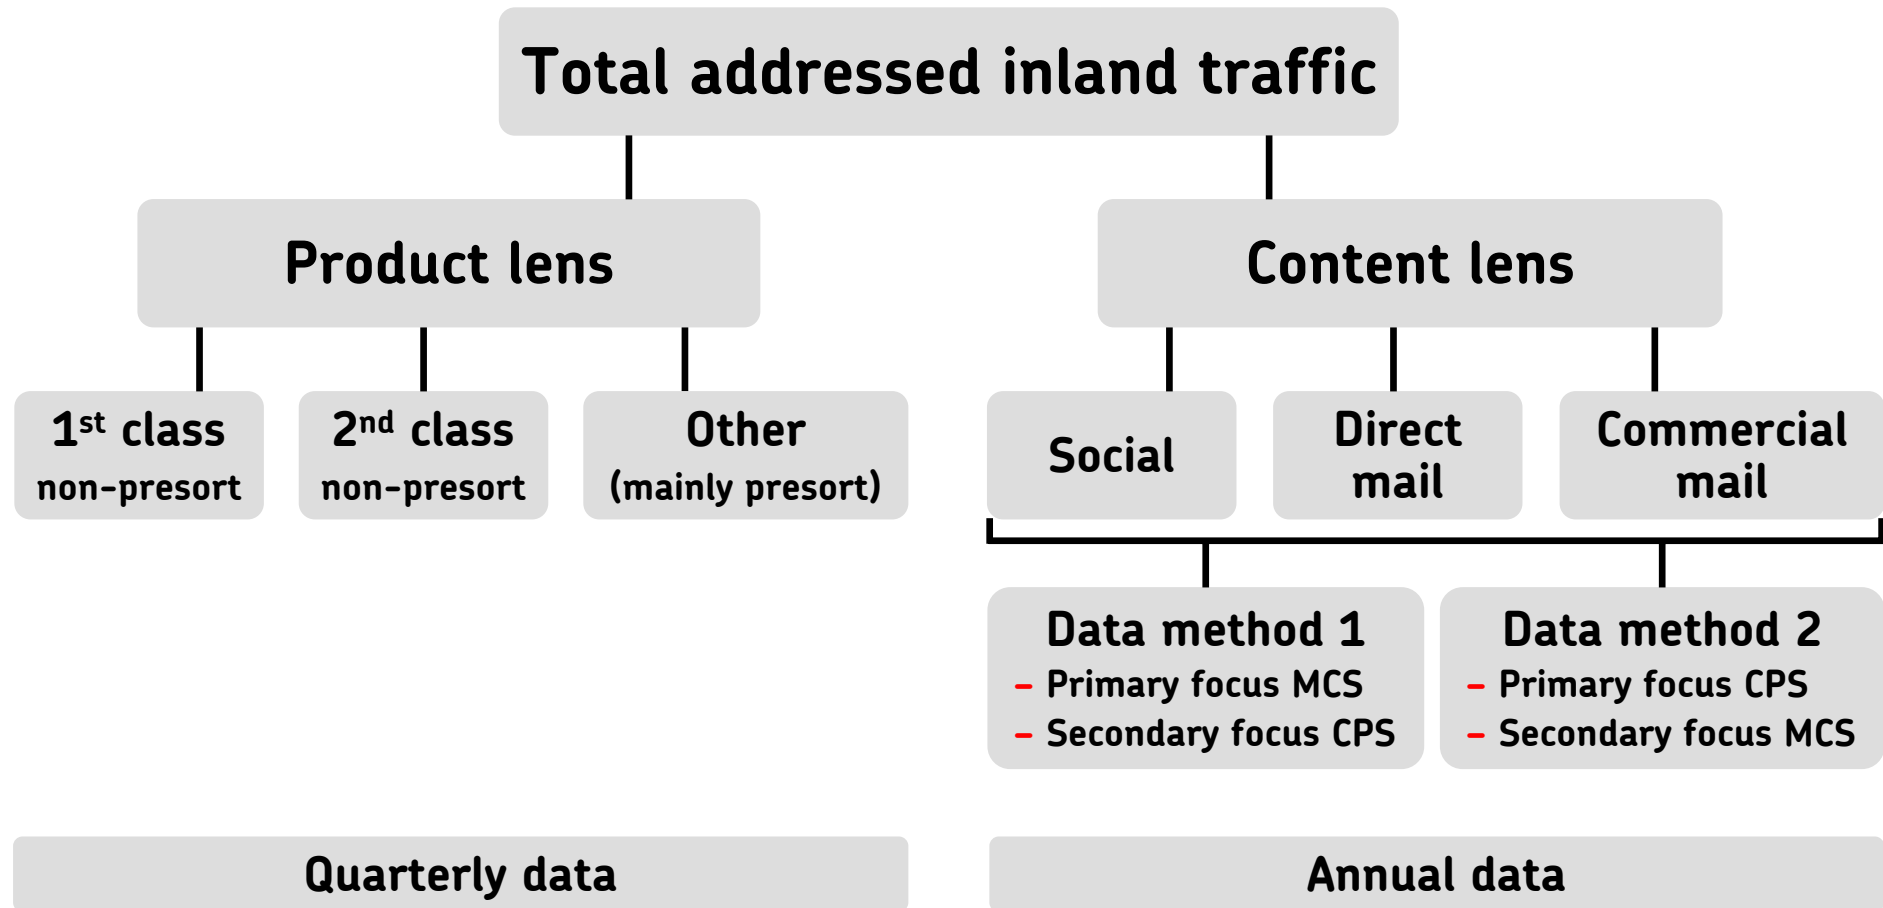 Total addressed inland traffic
Product lens
Content lens
1st class
non-presort
2nd class
non-presort
Other
(mainly presort)
Social
Direct
mail
Commercial
mail
Data method 1
– Primary focus MCS
– Secondary focus CPS
Data method 2
– Primary focus CPS
– Secondary focus MCS
Quarterly data
Annual data